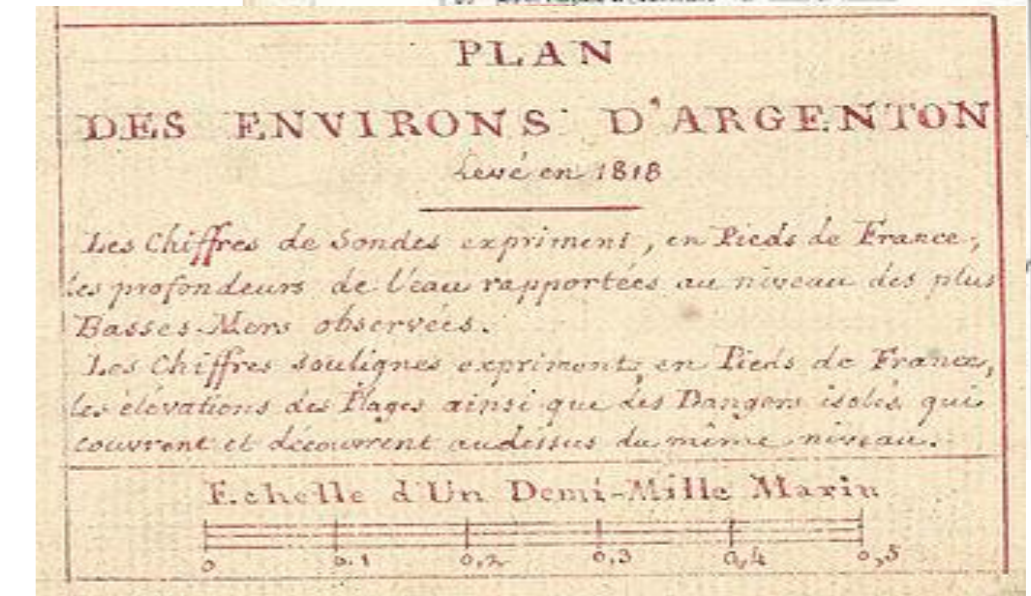 PLAN
DES ENVIRONS D'ARGENTON
Levé en 1818
Les Chiffres de Sondes expriment, en Pieds de France,
les profondeurs de l'eau rapportées au niveau des plus
Basses-Mers observées.
Les Chiffres soulignés expriment, en Pieds de France,
les élévations des Plages ainsi que des Dangers isolés qui
couvrent et découvrent audessus du même niveau.
Echelle d'Un Demi-Mille Marin
0 0.1 0,2 0,3 0,4 0,5